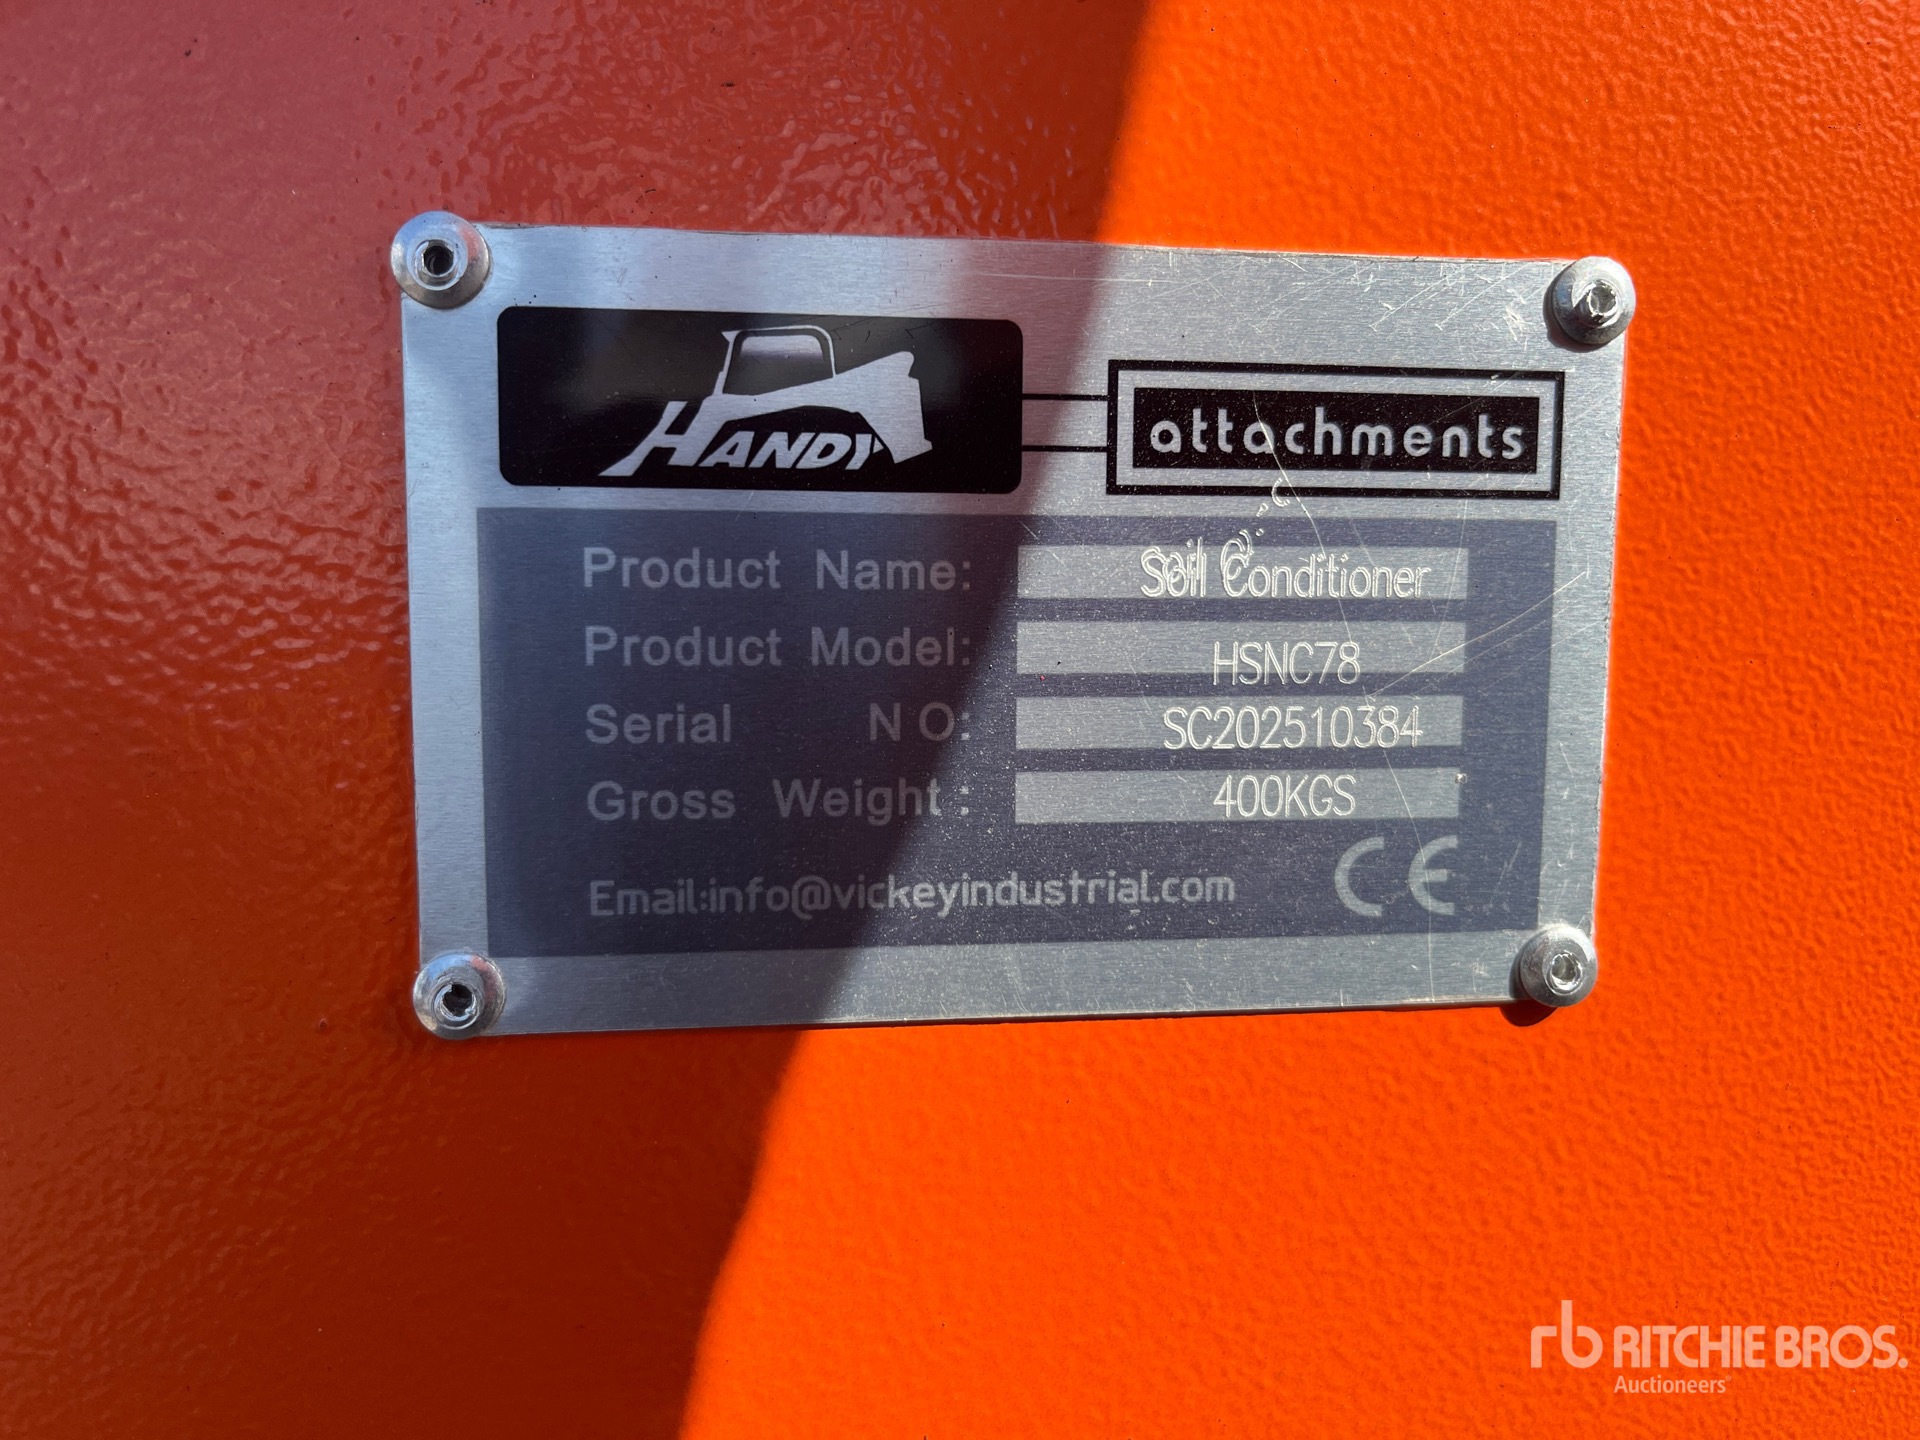 HANDY attachments
Product Name: Soil Conditioner
Product Model: HSNC78
Serial NO: SC202510384
Gross Weight: 400KGS
Email:info@vickeyindustrial.com CE
rb RITCHIE BROS.
Auctioneers